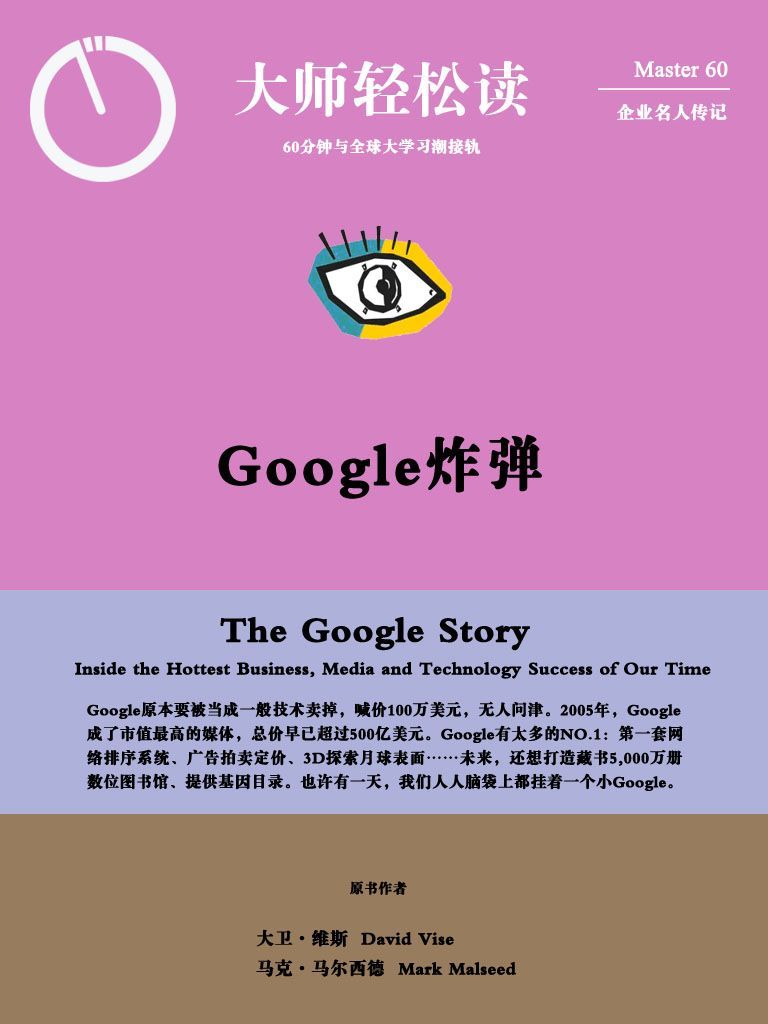 大师轻松读
60分钟与全球大学习潮接轨
Master 60
企业名人传记
Google炸弹
The Google Story
Inside the Hottest Business, Media and Technology Success of Our Time
Google原本要被当成一般技术卖掉，喊价100万美元，无人问津。2005年，Google
成了市值最高的媒体，总价早已超过500亿美元。Google有太多的NO.1：第一套网
络排序系统、广告拍卖定价、3D探索月球表面……未来，还想打造藏书5,000万册
数位图书馆、提供基因目录。也许有一天，我们人人脑袋上都挂着一个小Google。
原书作者
大卫·维斯 David Vise
马克·马尔西德 Mark Malseed